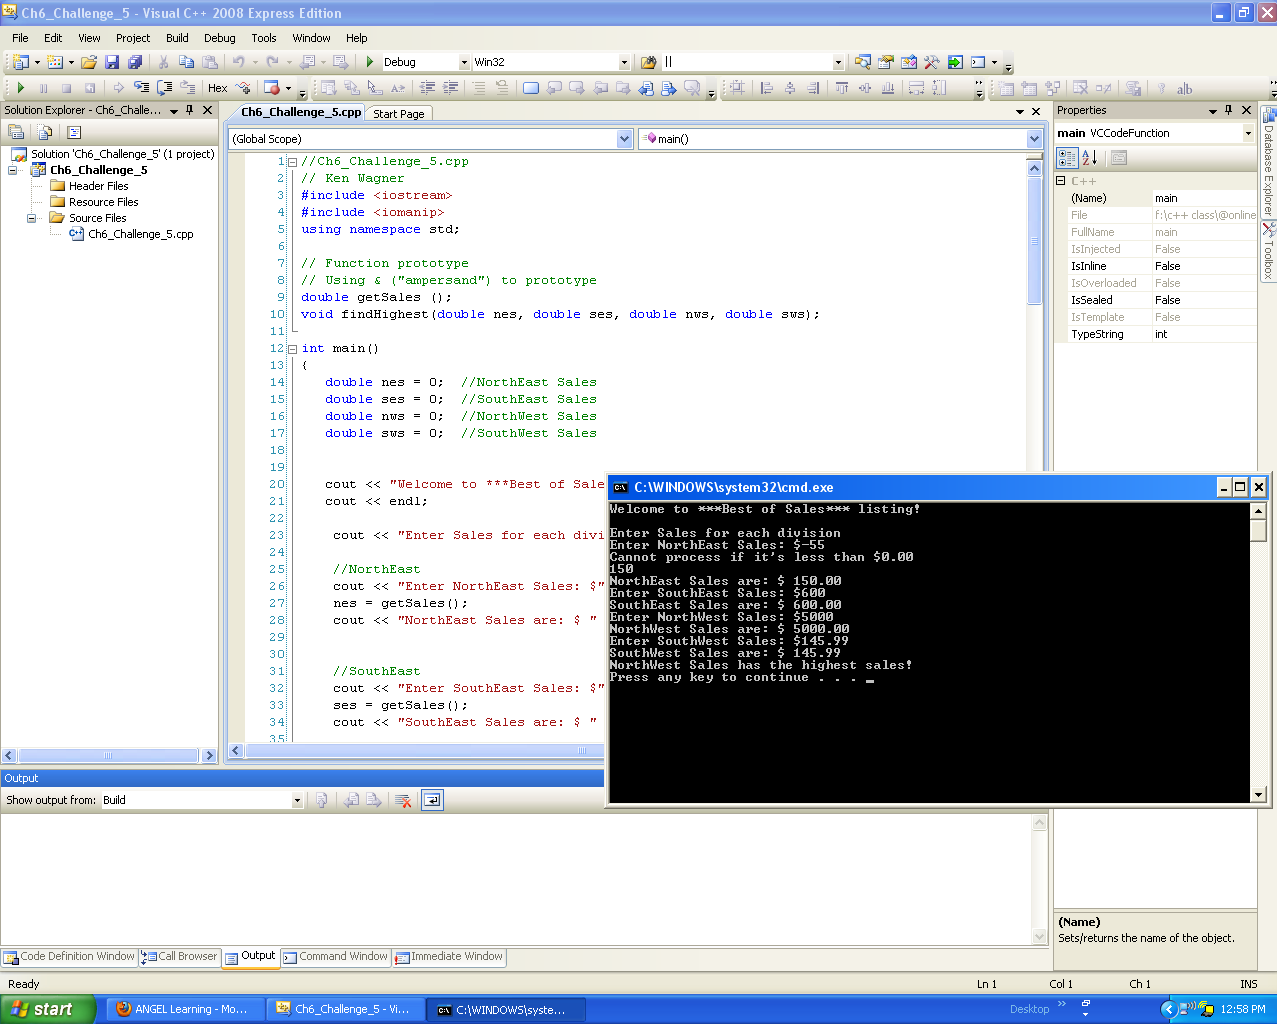 Ch6_Challenge_5 - Visual C++ 2008 Express Edition
File Edit View Project Build Debug Tools Window Help
Debug Win32 ||
Hex
Solution Explorer - Ch6_Challe...
Solution 'Ch6_Challenge_5' (1 project)
Ch6_Challenge_5
Header Files
Resource Files
Source Files
Ch6_Challenge_5.cpp
Ch6_Challenge_5.cpp Start Page
(Global Scope) main()
1 //Ch6_Challenge_5.cpp
2 // Ken Wagner
3 #include <iostream>
4 #include <iomanip>
5 using namespace std;
6
7 // Function prototype
8 // Using & ("ampersand") to prototype
9 double getSales ();
10 void findHighest(double nes, double ses, double nws, double sws);
11
12 int main()
13 {
14 double nes = 0; //NorthEast Sales
15 double ses = 0; //SouthEast Sales
16 double nws = 0; //NorthWest Sales
17 double sws = 0; //SouthWest Sales
18
19
20 cout << "Welcome to ***Best of Sale
21 cout << endl;
22
23 cout << "Enter Sales for each divi
24
25 //NorthEast
26 cout << "Enter NorthEast Sales: $"
27 nes = getSales();
28 cout << "NorthEast Sales are: $ "
29
30
31 //SouthEast
32 cout << "Enter SouthEast Sales: $"
33 ses = getSales();
34 cout << "SouthEast Sales are: $ "
35
C:\WINDOWS\system32\cmd.exe
Welcome to ***Best of Sales*** listing!
Enter Sales for each division
Enter NorthEast Sales: $-55
Cannot process if it's less than $0.00
150
NorthEast Sales are: $ 150.00
Enter SouthEast Sales: $600
SouthEast Sales are: $ 600.00
Enter NorthWest Sales: $5000
NorthWest Sales are: $ 5000.00
Enter SouthWest Sales: $145.99
SouthWest Sales are: $ 145.99
NorthWest Sales has the highest sales!
Press any key to continue . . . _
Properties
main VCCodeFunction
C++
(Name) main
File f:\c++ class\@online
FullName main
IsInjected False
IsInline False
IsOverloaded False
IsSealed False
IsTemplate False
TypeString int
(Name)
Sets/returns the name of the object.
Database Explorer
Toolbox
Output
Show output from: Build
Code Definition Window Call Browser Output Command Window Immediate Window
Ready Ln 1 Col 1 Ch 1 INS
start ANGEL Learning - Mo... Ch6_Challenge_5 - Vi... C:\WINDOWS\syste... Desktop 12:58 PM